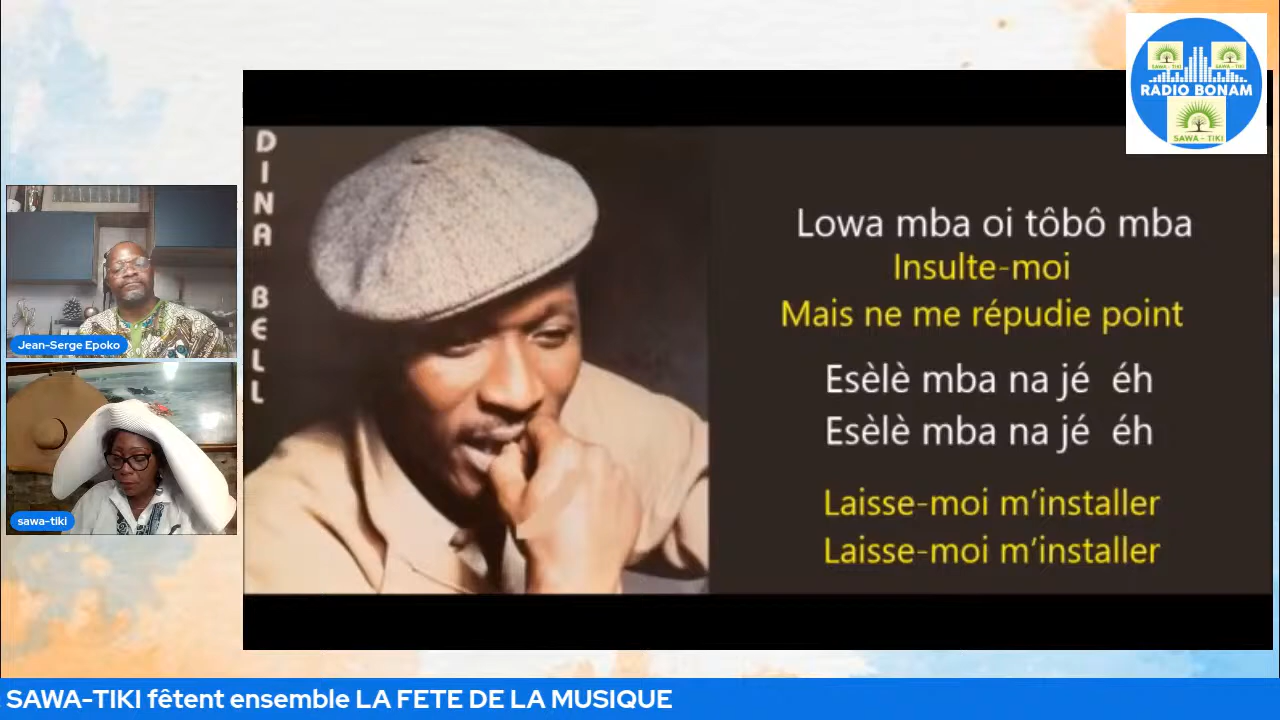 SAWA - TIKI
SAWA - TIKI
RADIO BONAM
SAWA - TIKI
DINA BELL
Lowa mba oi tôbô mba
Insulte-moi
Mais ne me répudie point
Esèlè mba na jé éh
Esèlè mba na jé éh
Laisse-moi m’installer
Laisse-moi m’installer
Jean-Serge Epoko
sawa-tiki
SAWA-TIKI fêtent ensemble LA FETE DE LA MUSIQUE